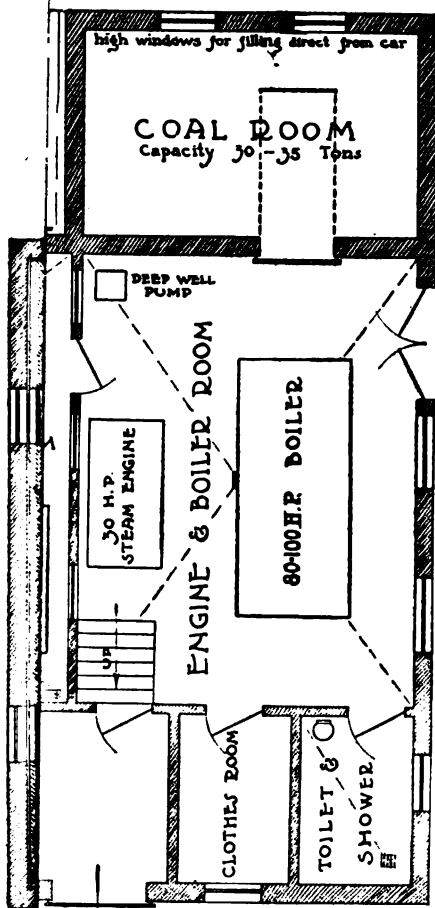 high windows for filling direct from car
COAL ROOM
Capacity 30-35 Tons
DEEP WELL
PUMP
ENGINE & BOILER ROOM
80-100 H.P. BOILER
30 H.P.
STEAM ENGINE
UP
CLOTHES ROOM
TOILET &
SHOWER